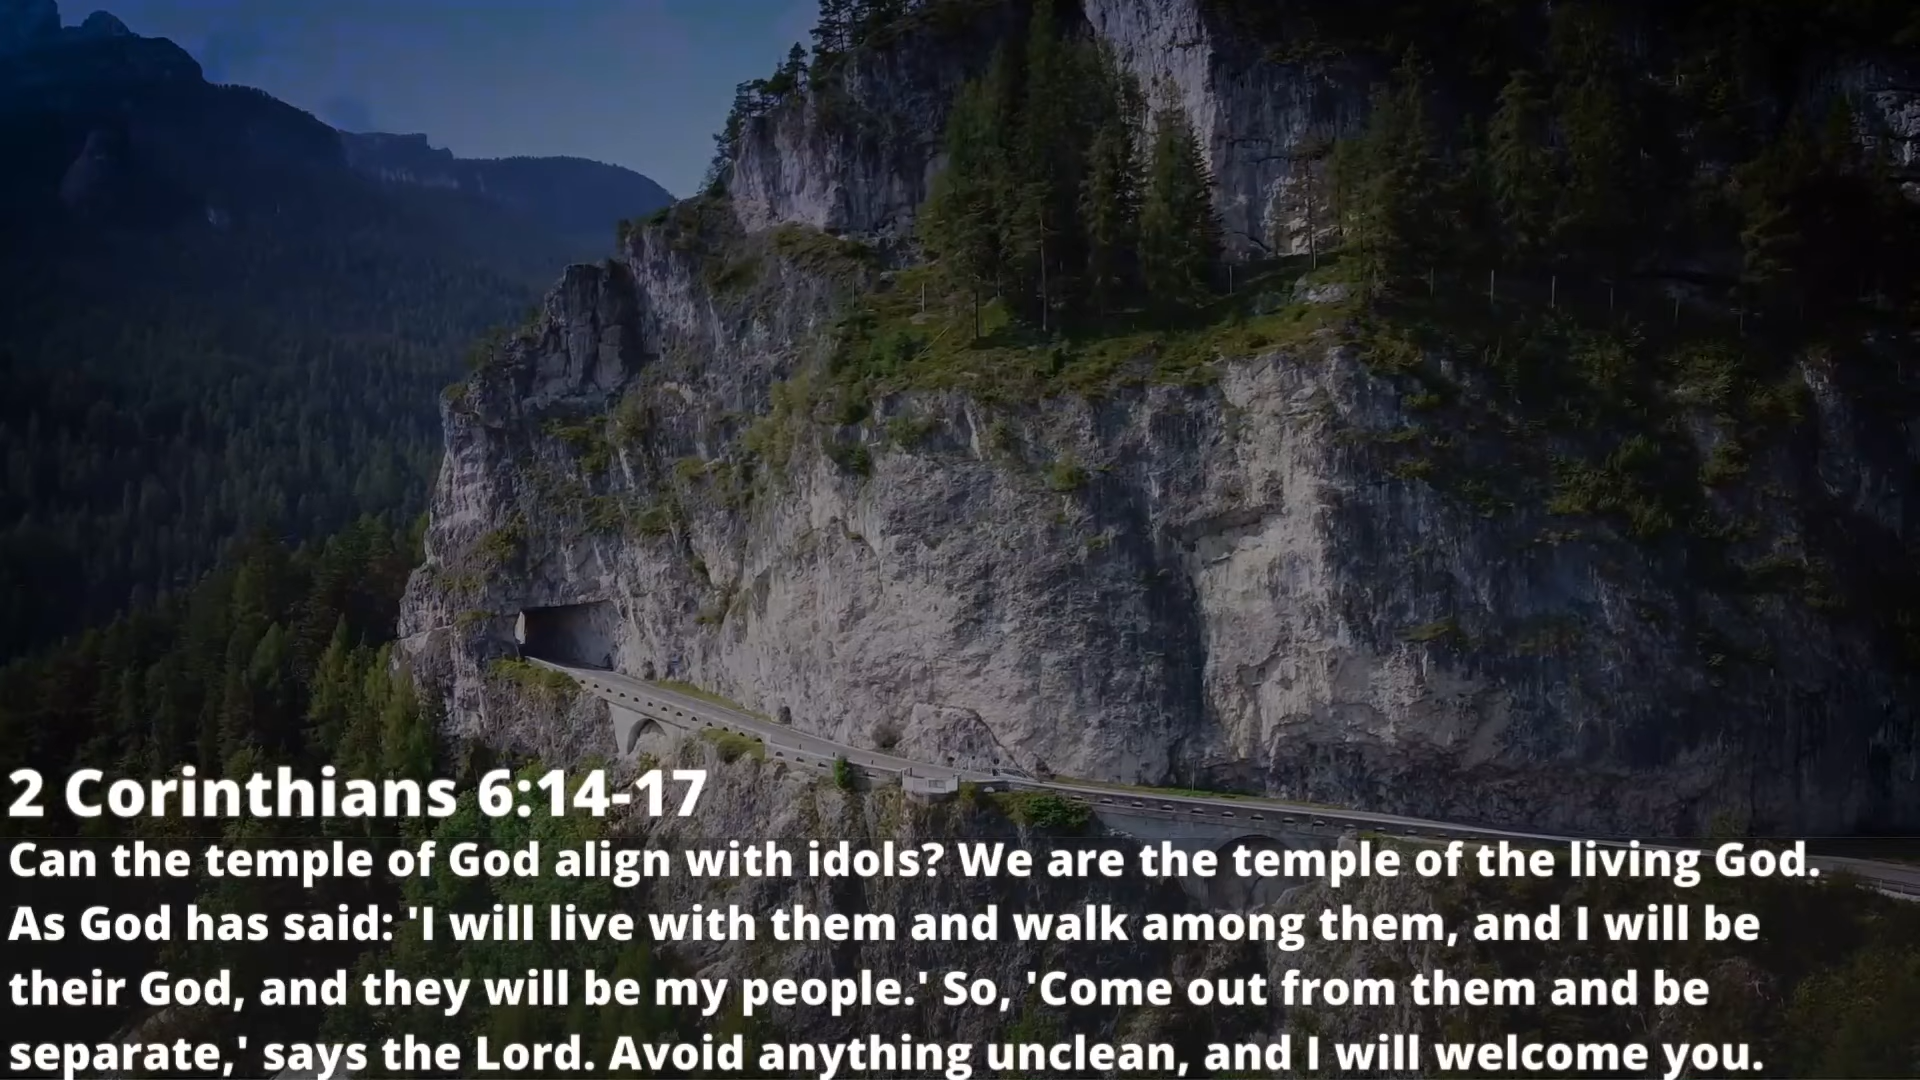 2 Corinthians 6:14-17
Can the temple of God align with idols? We are the temple of the living God.
As God has said: 'I will live with them and walk among them, and I will be
their God, and they will be my people.' So, 'Come out from them and be
separate,' says the Lord. Avoid anything unclean, and I will welcome you.